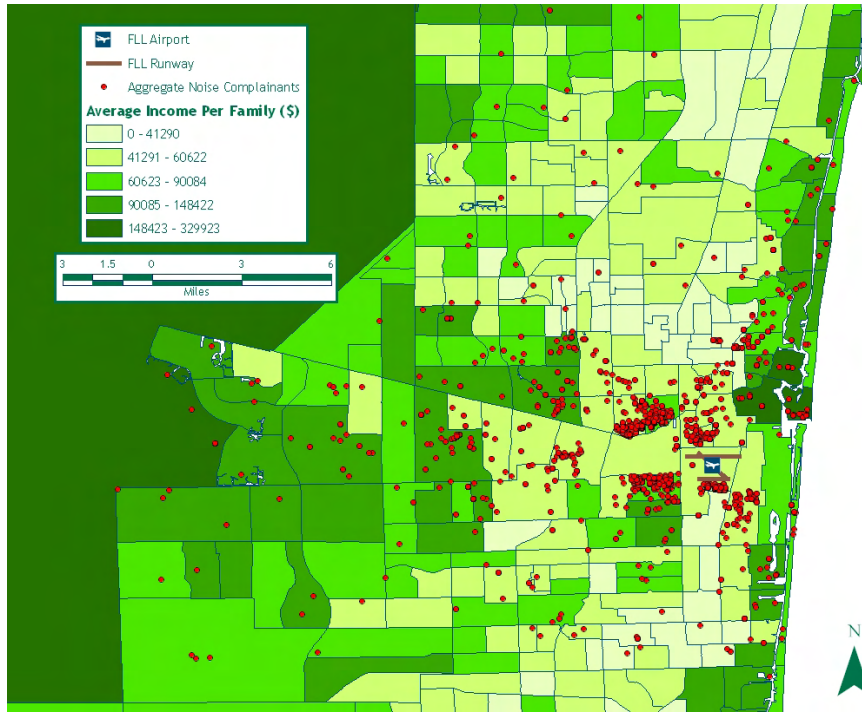 FLL Airport
FLL Runway
Aggregate Noise Complainants
Average Income Per Family ($)
0 - 41290
41291 - 60622
60623 - 90084
90085 - 148422
148423 - 329923
3 1.5 0 3 6
Miles
N